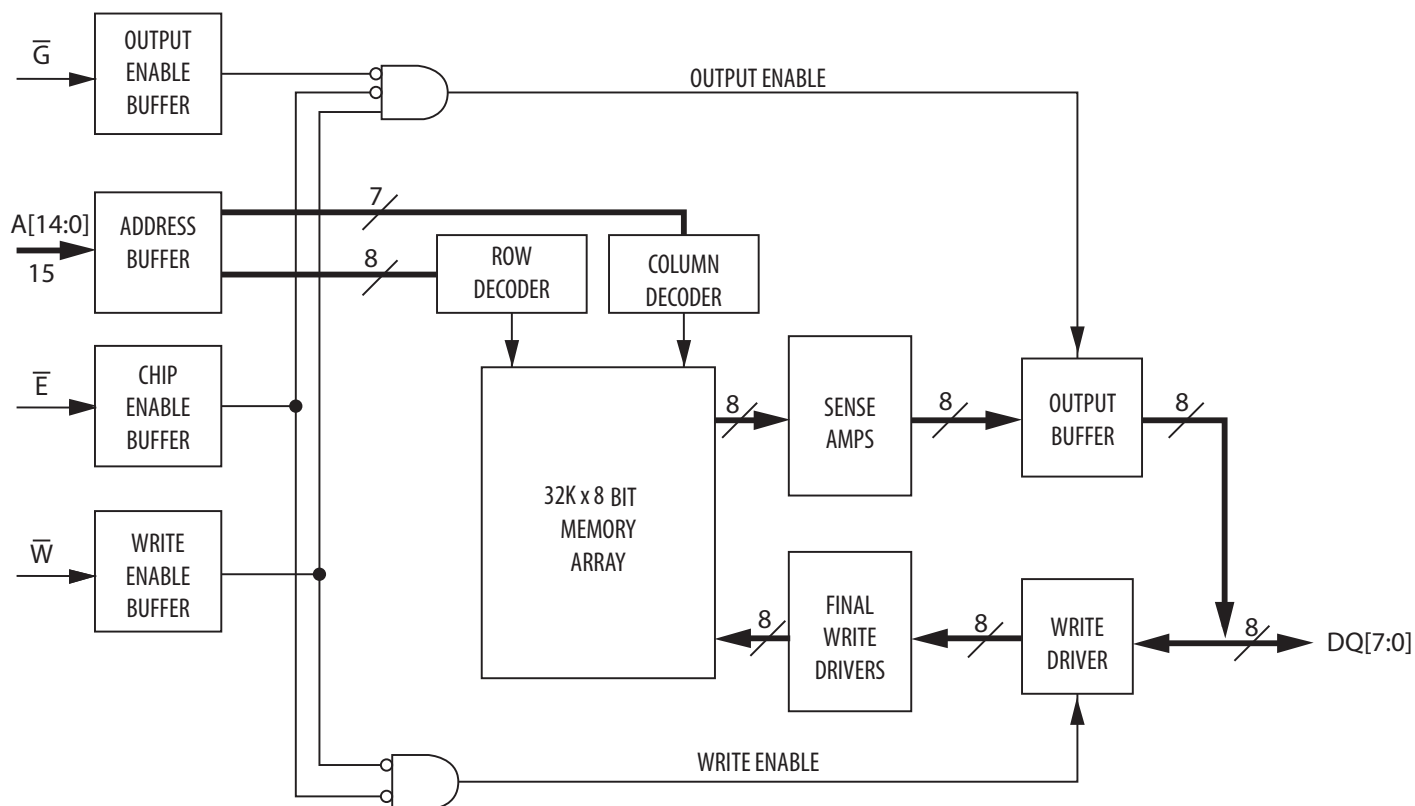 G̅
OUTPUT
ENABLE
BUFFER
OUTPUT ENABLE
A[14:0]
15
ADDRESS
BUFFER
7
8
ROW
DECODER
COLUMN
DECODER
E̅
CHIP
ENABLE
BUFFER
32K x 8 BIT
MEMORY
ARRAY
8
SENSE
AMPS
8
OUTPUT
BUFFER
8
W̅
WRITE
ENABLE
BUFFER
8
FINAL
WRITE
DRIVERS
8
WRITE
DRIVER
8
DQ[7:0]
WRITE ENABLE